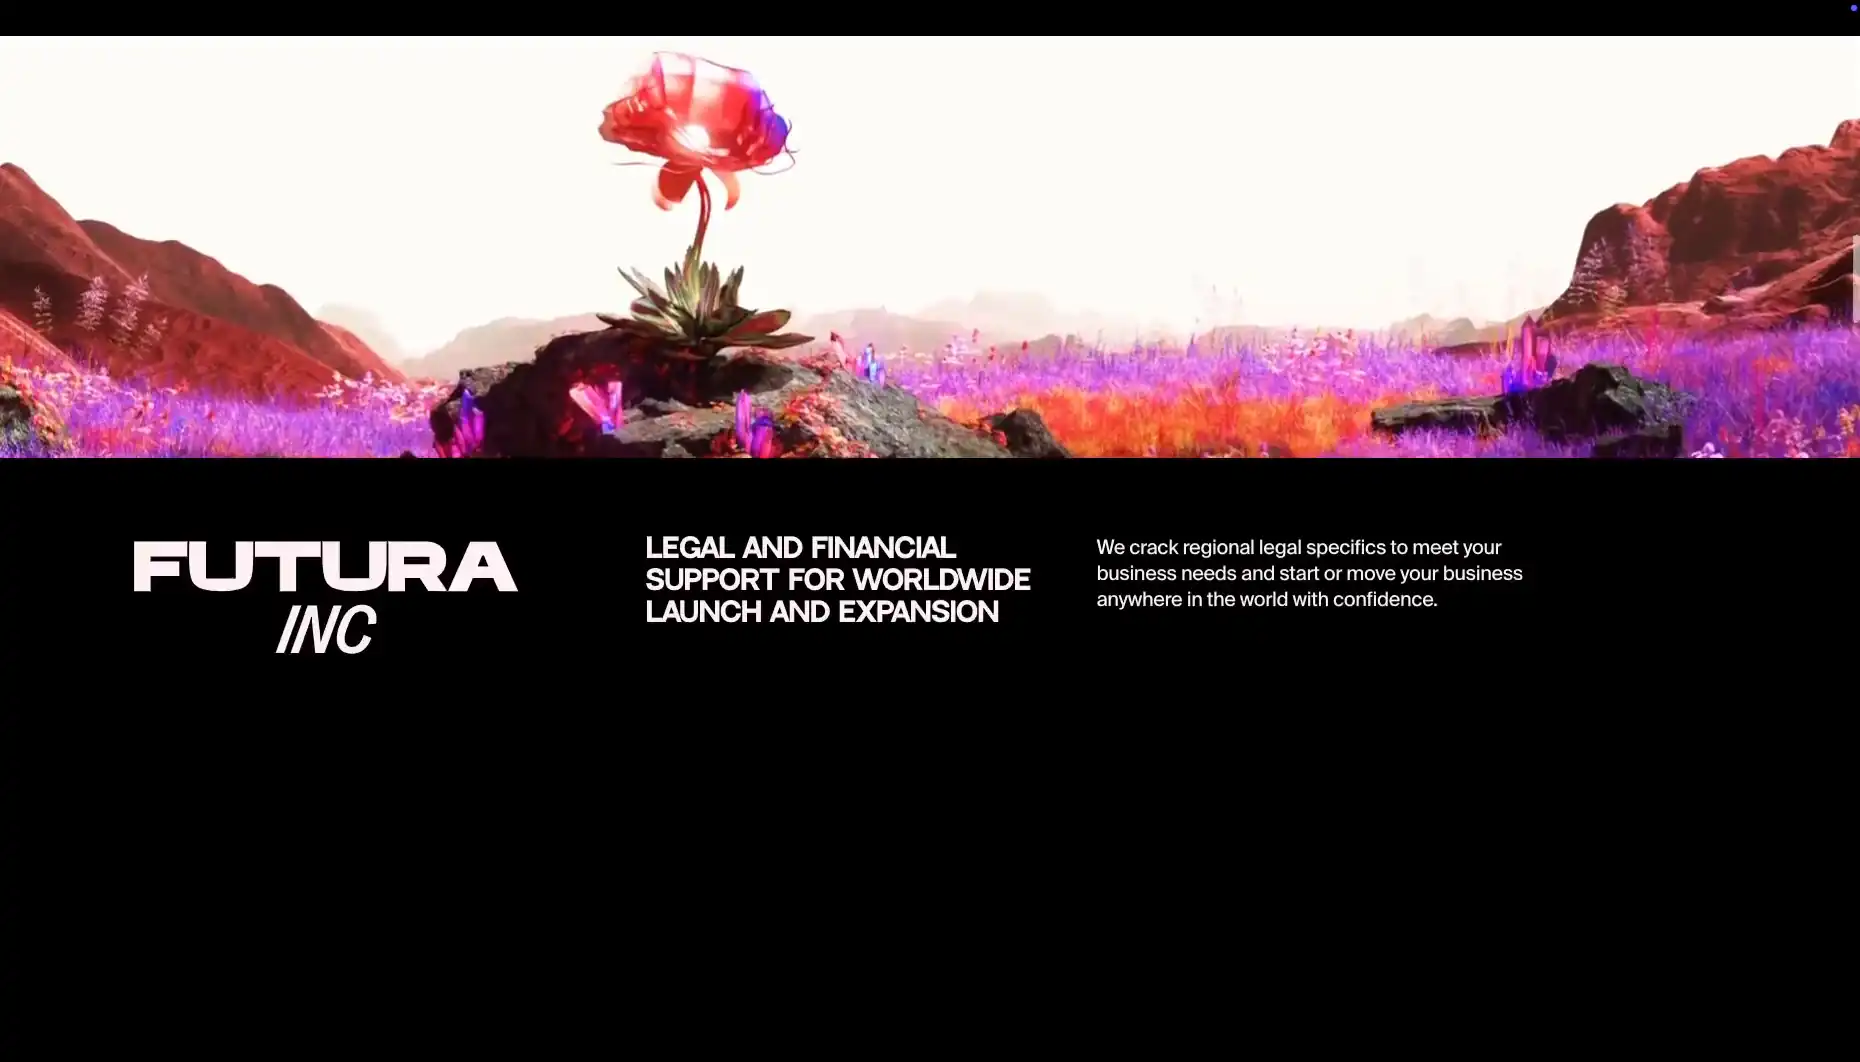 FUTURA
INC
LEGAL AND FINANCIAL
SUPPORT FOR WORLDWIDE
LAUNCH AND EXPANSION
We crack regional legal specifics to meet your
business needs and start or move your business
anywhere in the world with confidence.